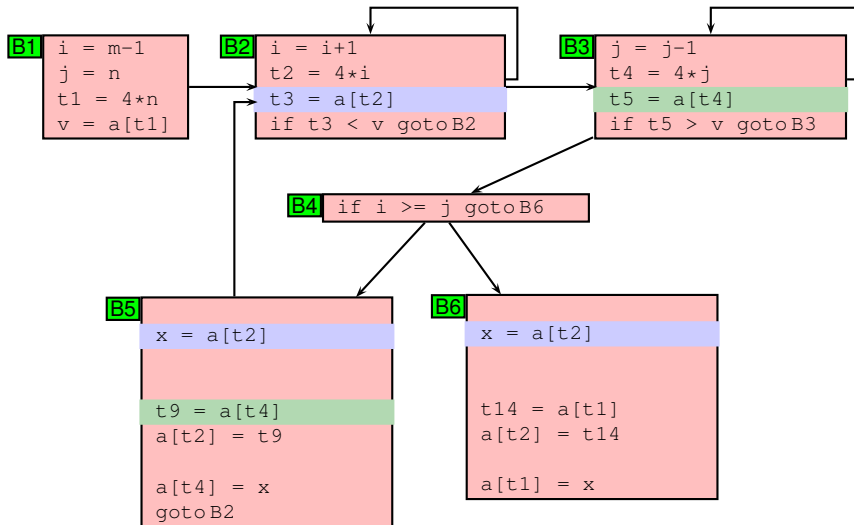 B1
i = m-1
j = n
t1 = 4*n
v = a[t1]
B2
i = i+1
t2 = 4*i
t3 = a[t2]
if t3 < v goto B2
B3
j = j-1
t4 = 4*j
t5 = a[t4]
if t5 > v goto B3
B4
if i >= j goto B6
B5
x = a[t2]
t9 = a[t4]
a[t2] = t9
a[t4] = x
goto B2
B6
x = a[t2]
t14 = a[t1]
a[t2] = t14
a[t1] = x